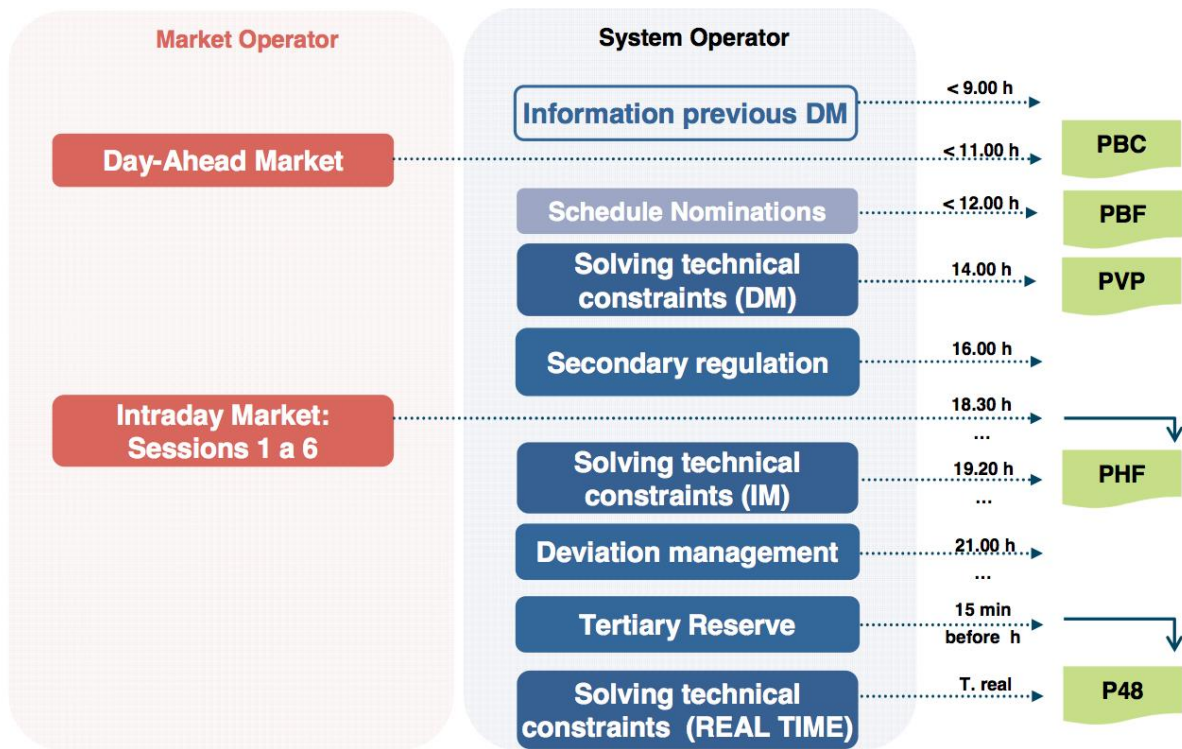 Market Operator
System Operator
Information previous DM
< 9.00 h
Day-Ahead Market
< 11.00 h
PBC
Schedule Nominations
< 12.00 h
PBF
Solving technical
constraints (DM)
14.00 h
PVP
Secondary regulation
16.00 h
Intraday Market:
Sessions 1 a 6
18.30 h
...
Solving technical
constraints (IM)
19.20 h
...
PHF
Deviation management
21.00 h
...
Tertiary Reserve
15 min
before h
Solving technical
constraints (REAL TIME)
T. real
P48